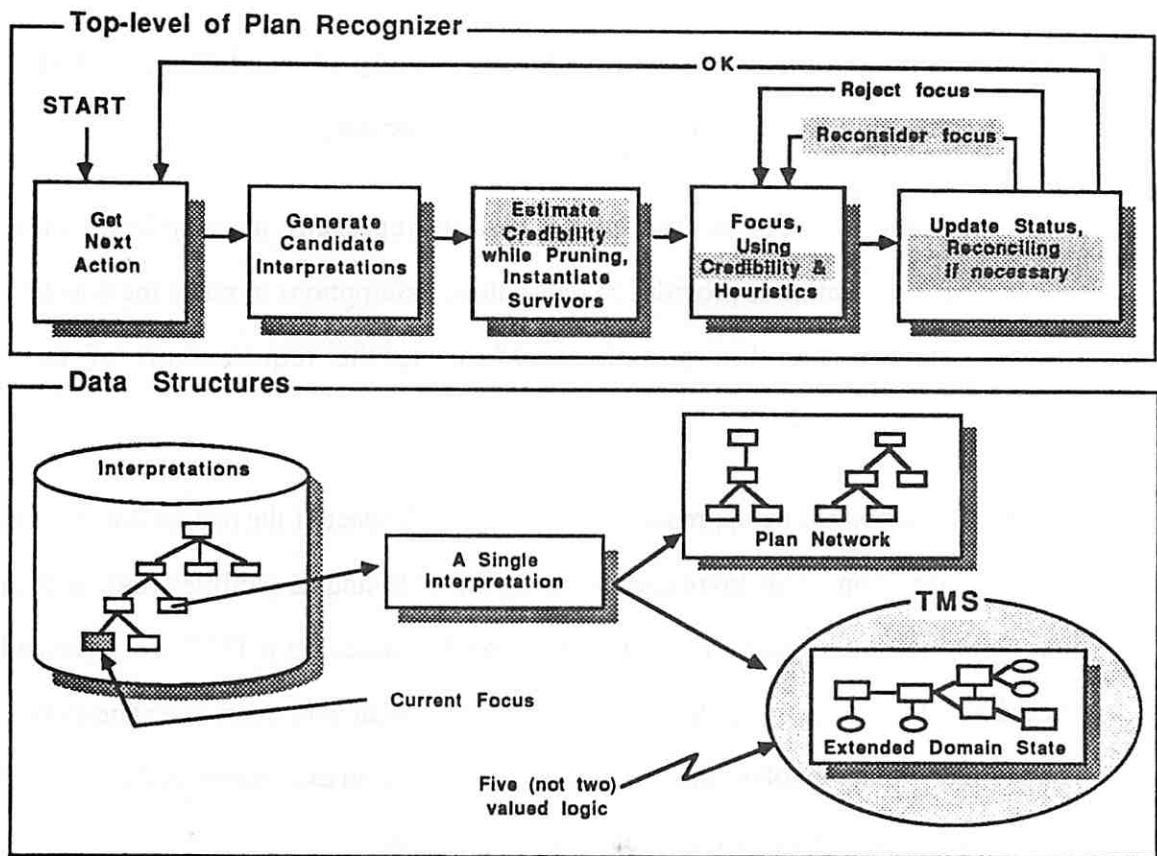 Top-level of Plan Recognizer
OK
START
Reject focus
Reconsider focus
Get
Next
Action
Generate
Candidate
Interpretations
Estimate
Credibility
while Pruning,
Instantiate
Survivors
Focus,
Using
Credibility &
Heuristics
Update Status,
Reconciling
if necessary
Data Structures
Interpretations
A Single
Interpretation
Plan Network
TMS
Current Focus
Extended Domain State
Five (not two)
valued logic